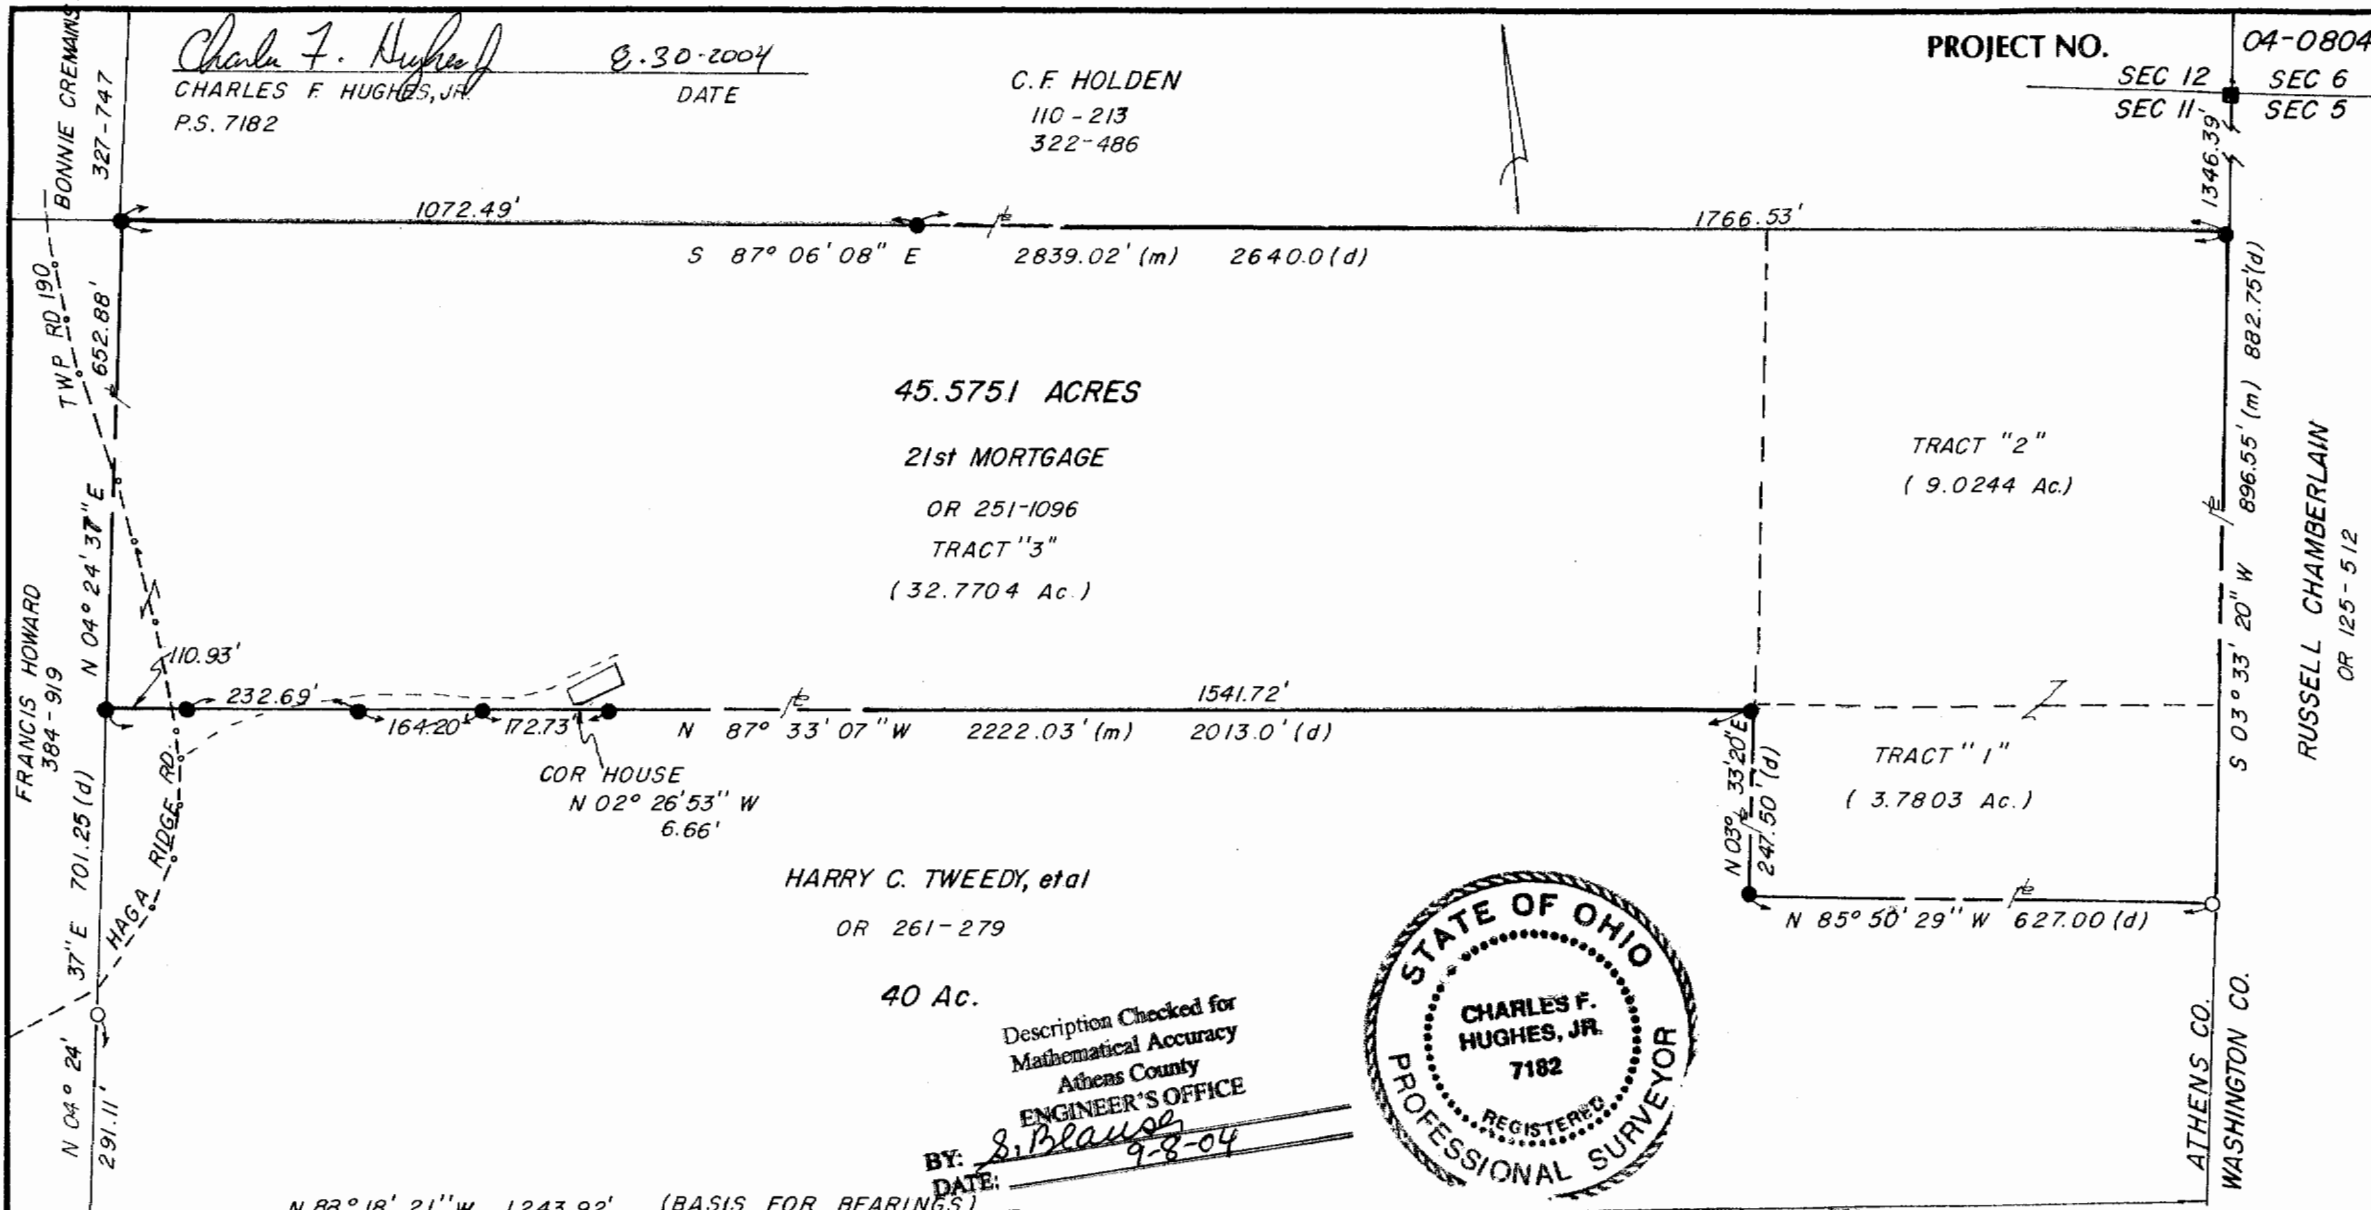 PROJECT NO. 04-0804
SEC 12 SEC 6
SEC 11 SEC 5
1346.39'
Charles F. Hughes Jr 8-30-2004
CHARLES F. HUGHES, JR. DATE
P.S. 7182
C.F. HOLDEN
110-213
322-486
BONNIE CREMAINS
327-747
1072.49' 1766.53'
S 87° 06' 08" E 2839.02' (m) 2640.0 (d)
TWP RD 190
652.88'
N 04° 24' 37" E
45.5751 ACRES
21st MORTGAGE
OR 251-1096
TRACT "3"
(32.7704 Ac.)
TRACT "2"
(9.0244 Ac.)
S 03° 33' 20" W 896.55' (m) 882.75' (d)
RUSSELL CHAMBERLAIN
OR 125-512
FRANCIS HOWARD
384-919
110.93'
232.69'
164.20' 172.73'
1541.72'
N 87° 33' 07" W 2222.03' (m) 2013.0' (d)
COR HOUSE
N 02° 26' 53" W
6.66'
N 03° 33' 20" E
247.50' (d)
TRACT "1"
(3.7803 Ac.)
N 85° 50' 29" W 627.00 (d)
HAGA RIDGE RD.
N 04° 24' 37" E 701.25 (d)
291.11'
HARRY C. TWEEDY, etal
OR 261-279
40 Ac.
Description Checked for
Mathematical Accuracy
Athens County
ENGINEER'S OFFICE
BY:
DATE: 9-8-04
STATE OF OHIO
CHARLES F.
HUGHES, JR.
7182
REGISTERED
PROFESSIONAL SURVEYOR
ATHENS CO.
WASHINGTON CO.
N 88° 18' 21" W 1243.92' (BASIS FOR BEARINGS)